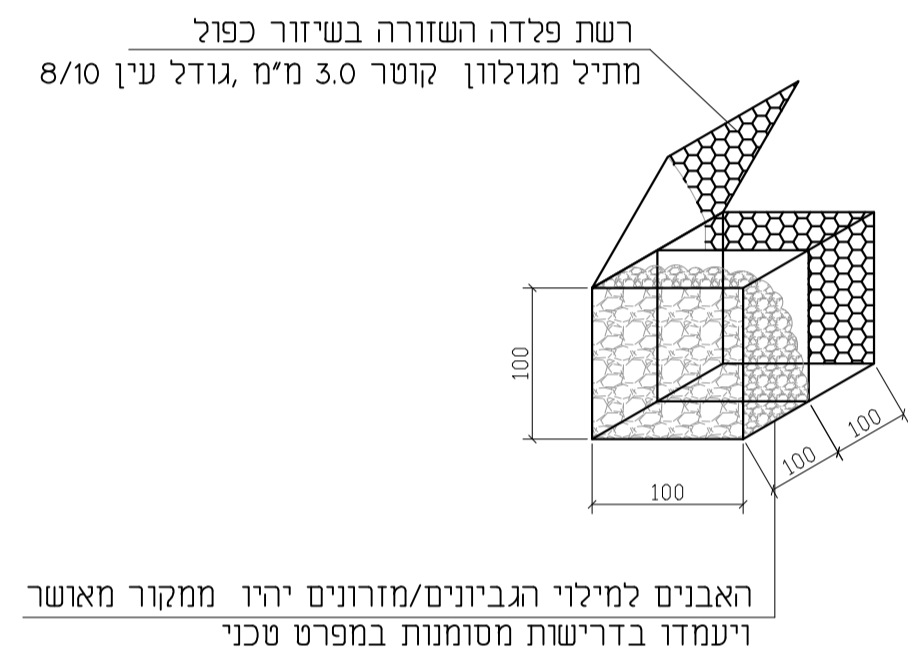 רשת פלדה השזורה בשיזור כפול
מתיל מגולוון קוטר 3.0 מ"מ ,גודל עין 8/10
100
100
100
100
האבנים למילוי הגביונים/מזרונים יהיו ממקור מאושר
ויעמדו בדרישות מסומנות במפרט טכני